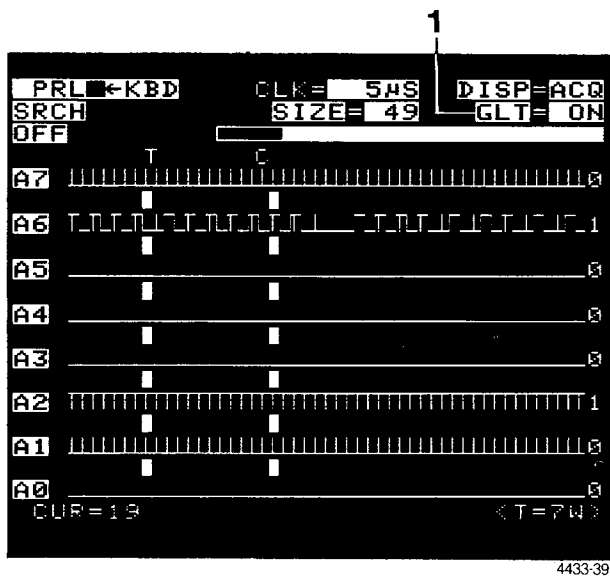 1
PRL ←KBD CLK= 5µS DISP=ACQ
SRCH SIZE= 49 GLT= ON
OFF
T C
A7 0
A6 1
A5 0
A4 0
A3 0
A2 1
A1 0
A0 0
CUR=19 <T=7W>
4433-39